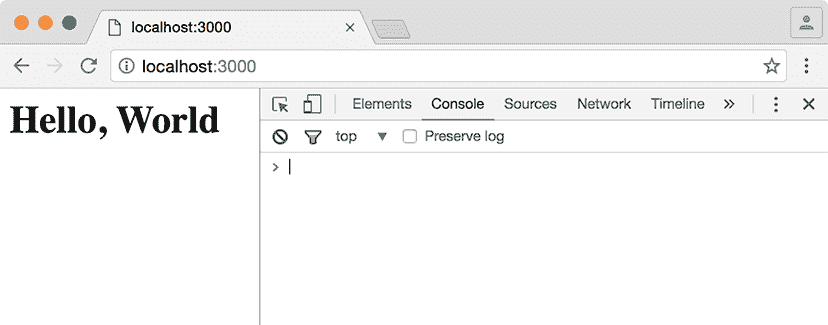 localhost:3000
localhost:3000
Hello, World
Elements Console Sources Network Timeline »
top Preserve log
>